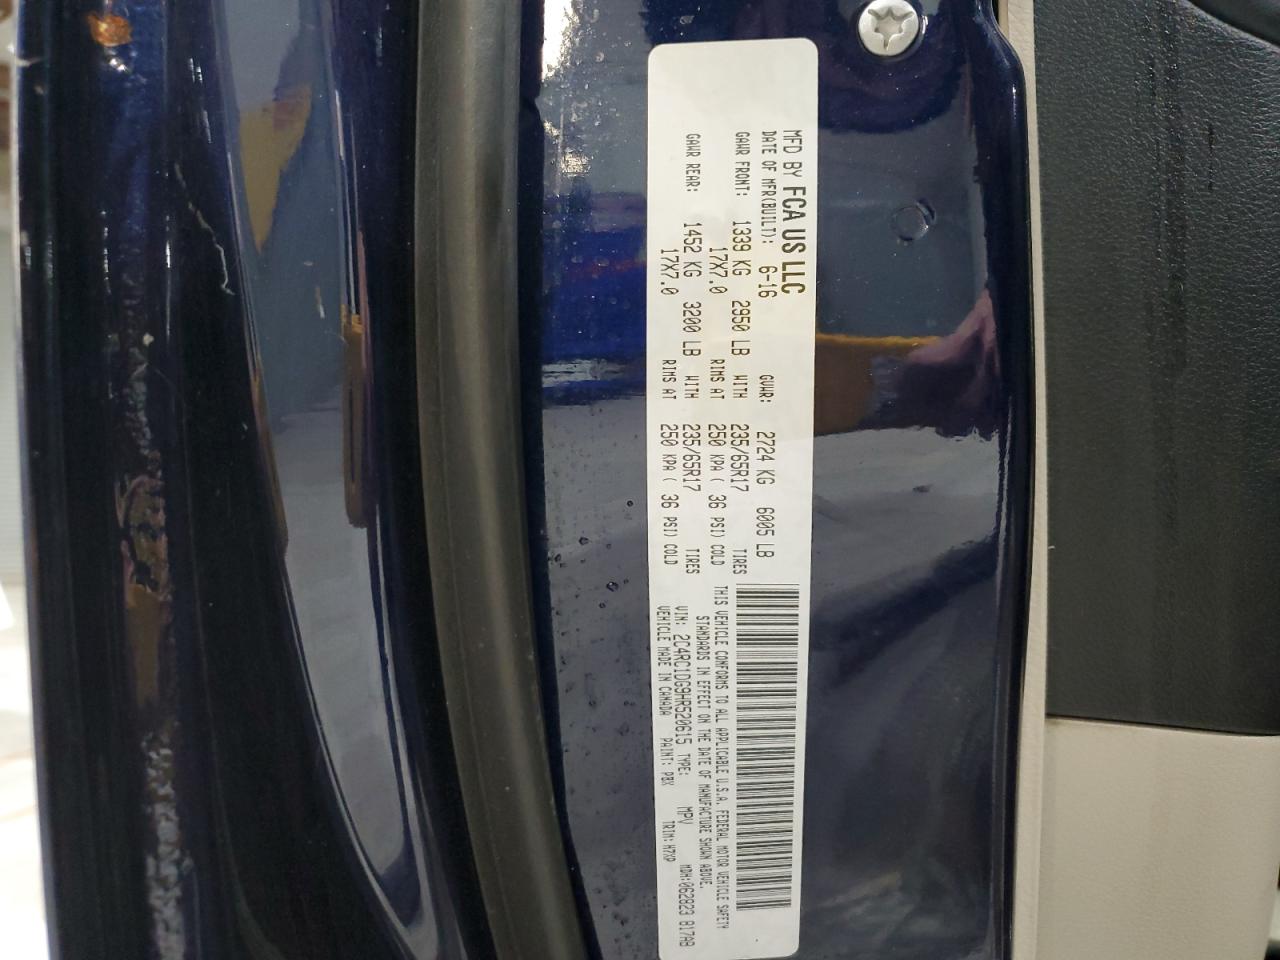 MFD BY FCA US LLC
DATE OF MFR(BUILT): 6-16 GVWR: 2724 KG 6005 LB
GAWR FRONT: 1339 KG 2950 LB WITH 235/65R17 TIRES
17X7.0 RIMS AT 250 KPA ( 36 PSI) COLD
GAWR REAR: 1452 KG 3200 LB WITH 235/65R17 TIRES
17X7.0 RIMS AT 250 KPA ( 36 PSI) COLD
THIS VEHICLE CONFORMS TO ALL APPLICABLE U.S.A. FEDERAL MOTOR VEHICLE SAFETY
STANDARDS IN EFFECT ON THE DATE OF MANUFACTURE SHOWN ABOVE.
VIN: 2C4RC1DG9HR520615 TYPE: MPV MDH:062823 817AB
VEHICLE MADE IN CANADA PAINT: PBX TRIM: